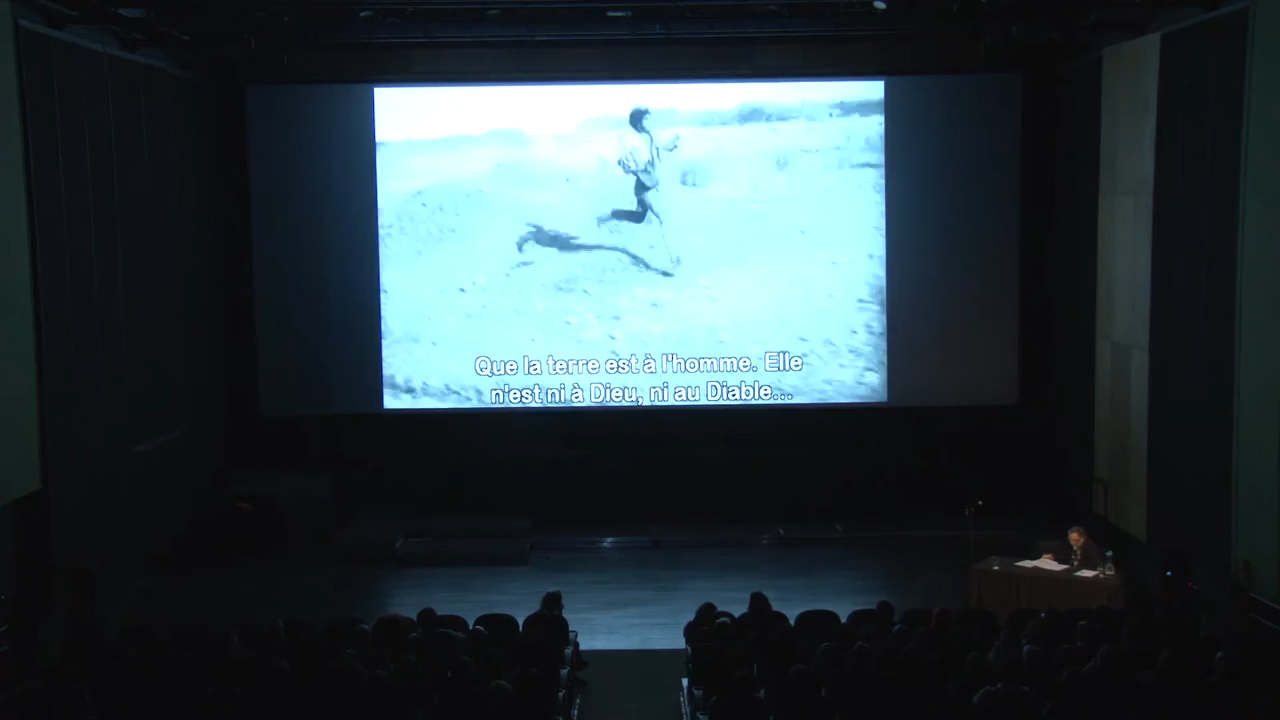 Que la terre est à l'homme. Elle
n'est ni à Dieu, ni au Diable...